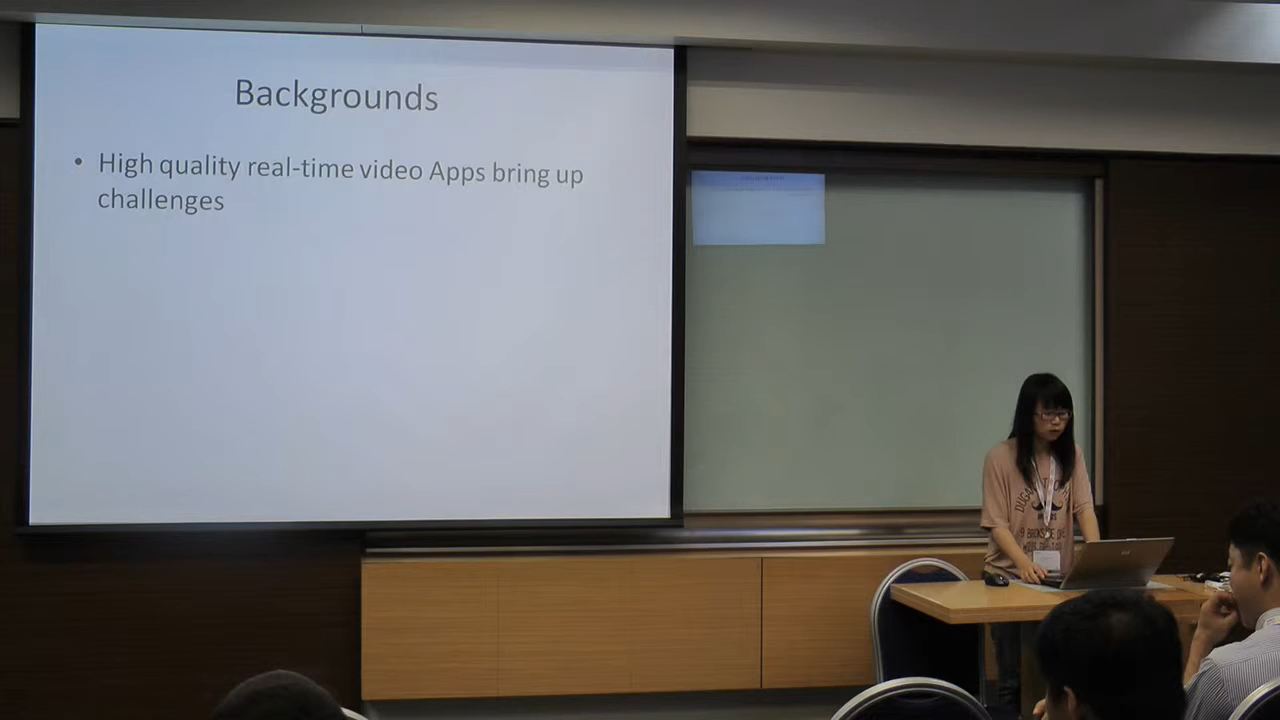 Backgrounds
• High quality real-time video Apps bring up
challenges